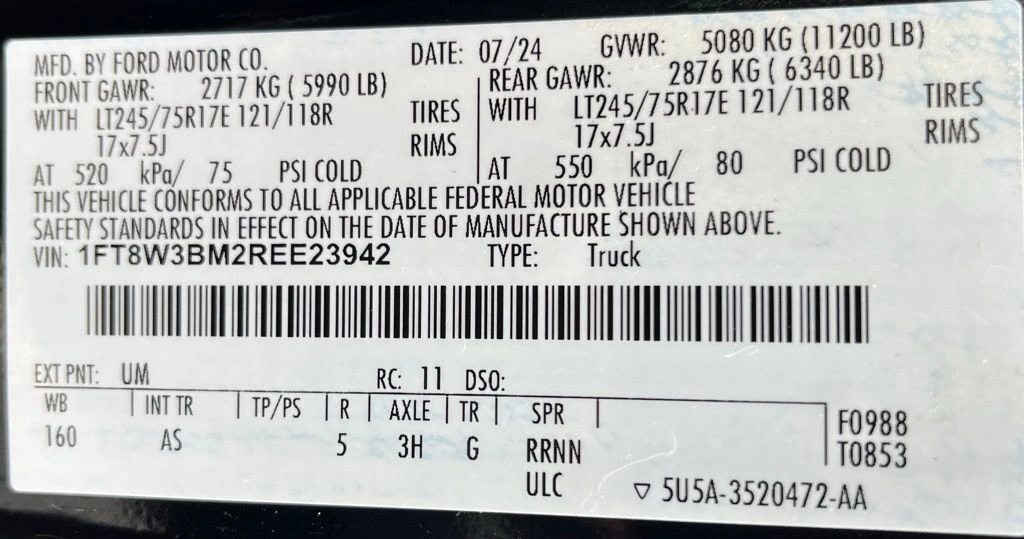 MFD. BY FORD MOTOR CO. DATE: 07/24 GVWR: 5080 KG (11200 LB)
FRONT GAWR: 2717 KG ( 5990 LB) REAR GAWR: 2876 KG ( 6340 LB)
WITH LT245/75R17E 121/118R TIRES WITH LT245/75R17E 121/118R TIRES
17x7.5J RIMS 17x7.5J RIMS
AT 520 kPa/ 75 PSI COLD AT 550 kPa/ 80 PSI COLD
THIS VEHICLE CONFORMS TO ALL APPLICABLE FEDERAL MOTOR VEHICLE
SAFETY STANDARDS IN EFFECT ON THE DATE OF MANUFACTURE SHOWN ABOVE.
VIN: 1FT8W3BM2REE23942 TYPE: Truck
EXT PNT: UM RC: 11 DSO:
WB INT TR TP/PS R AXLE TR SPR F0988
160 AS 5 3H G RRNN T0853
ULC ▽ 5U5A-3520472-AA